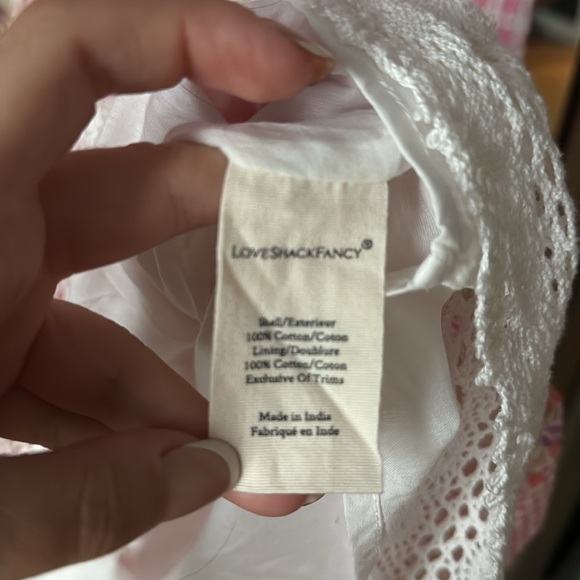 LOVESHACKFANCY®
Shell/Exterieur
100% Cotton/Coton
Lining/Doublure
100% Cotton/Coton
Exclusive Of Trims
Made in India
Fabriqué en Inde